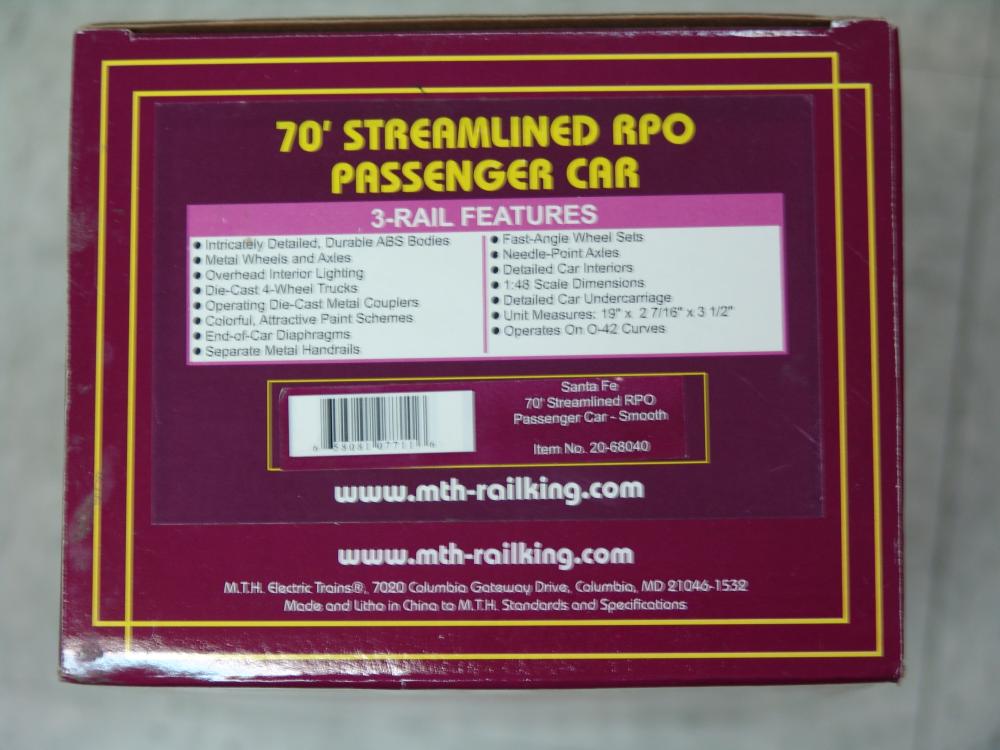 70' STREAMLINED RPO
PASSENGER CAR
3-RAIL FEATURES
• Intricately Detailed, Durable ABS Bodies
• Metal Wheels and Axles
• Overhead Interior Lighting
• Die-Cast 4-Wheel Trucks
• Operating Die-Cast Metal Couplers
• Colorful, Attractive Paint Schemes
• End-of-Car Diaphragms
• Separate Metal Handrails
• Fast-Angle Wheel Sets
• Needle-Point Axles
• Detailed Car Interiors
• 1:48 Scale Dimensions
• Detailed Car Undercarriage
• Unit Measures: 19" x 2 7/16" x 3 1/2"
• Operates On O-42 Curves
6 58081 07711 6
Santa Fe
70' Streamlined RPO
Passenger Car - Smooth
Item No. 20-68040
www.mth-railking.com
www.mth-railking.com
M.T.H. Electric Trains®, 7020 Columbia Gateway Drive, Columbia, MD 21046-1532
Made and Litho in China to M.T.H. Standards and Specifications